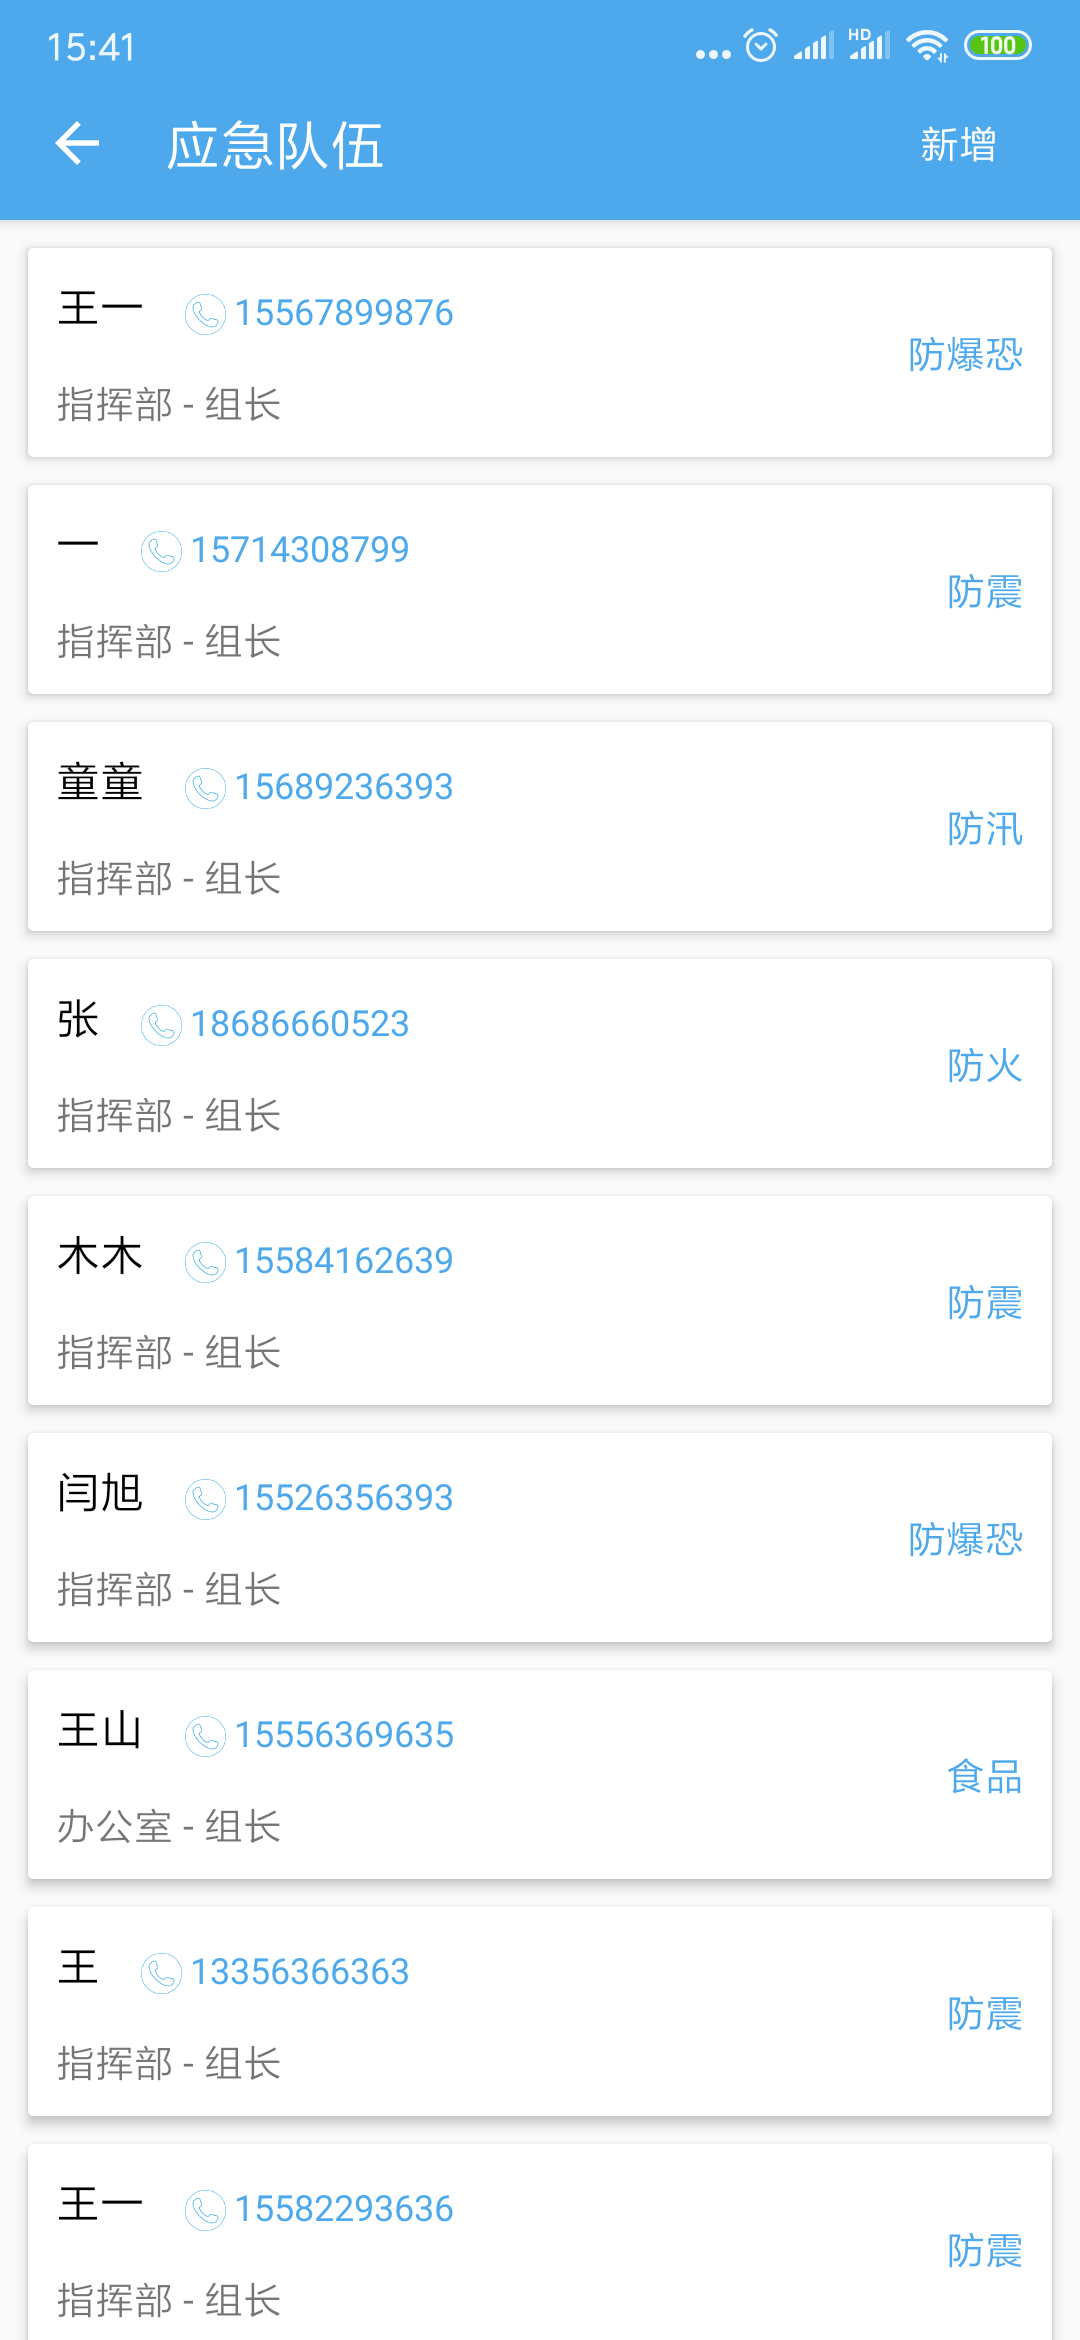 15:41 HD 100
应急队伍 新增
王一 15567899876
防爆恐
指挥部 - 组长
一 15714308799
防震
指挥部 - 组长
童童 15689236393
防汛
指挥部 - 组长
张 18686660523
防火
指挥部 - 组长
木木 15584162639
防震
指挥部 - 组长
闫旭 15526356393
防爆恐
指挥部 - 组长
王山 15556369635
食品
办公室 - 组长
王 13356366363
防震
指挥部 - 组长
王一 15582293636
防震
指挥部 - 组长